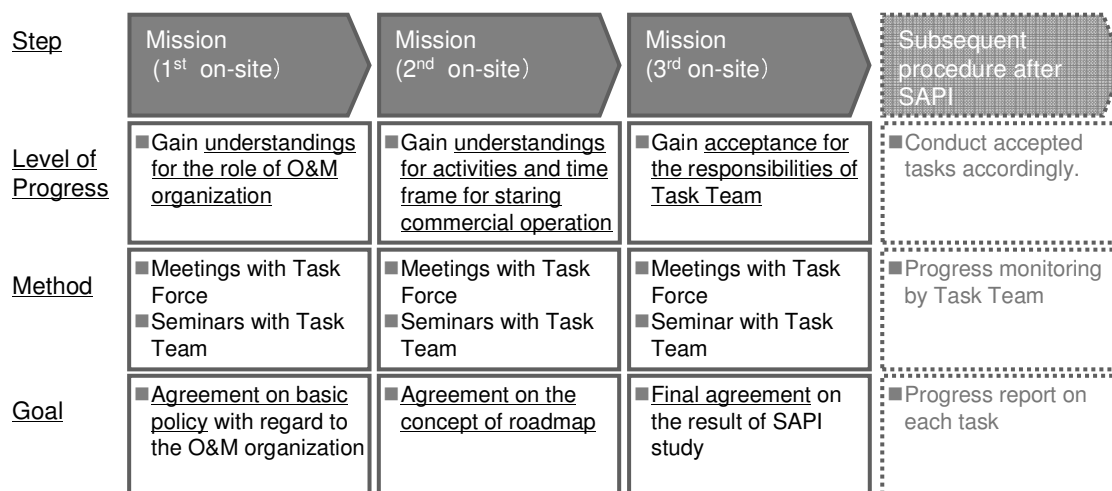 Step
Mission
(1st on-site)
Mission
(2nd on-site)
Mission
(3rd on-site)
Subsequent
procedure after
SAPI
Level of
Progress
■Gain understandings
for the role of O&M
organization
■Gain understandings
for activities and time
frame for staring
commercial operation
■Gain acceptance for
the responsibilities of
Task Team
■Conduct accepted
tasks accordingly.
Method
■Meetings with Task
Force
■Seminars with Task
Team
■Meetings with Task
Force
■Seminars with Task
Team
■Meetings with Task
Force
■Seminar with Task
Team
■Progress monitoring
by Task Team
Goal
■Agreement on basic
policy with regard to
the O&M organization
■Agreement on the
concept of roadmap
■Final agreement on
the result of SAPI
study
■Progress report on
each task